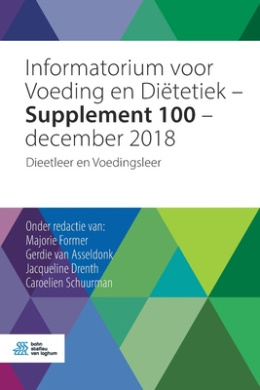 Informatorium voor
Voeding en Diëtetiek –
Supplement 100 –
december 2018
Dieetleer en Voedingsleer
Onder redactie van:
Majorie Former
Gerdie van Asseldonk
Jacqueline Drenth
Caroelien Schuurman
bohn
stafleu
van loghum